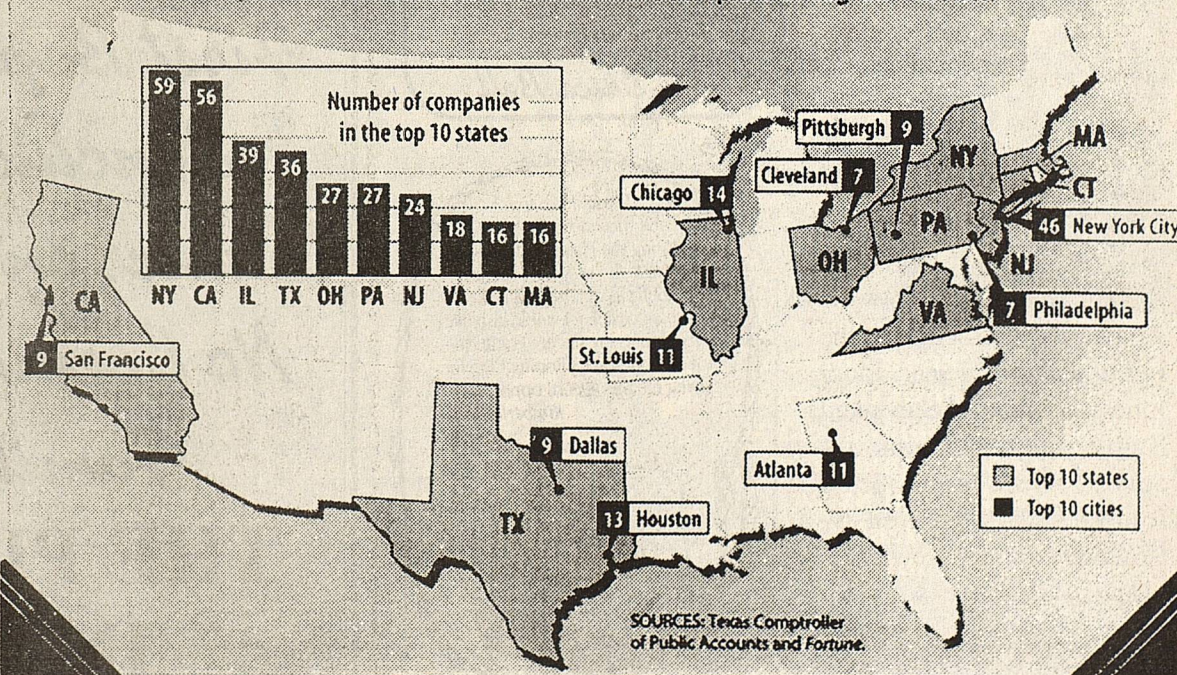 Number of companies
in the top 10 states
59
56
39
36
27
27
24
18
16
16
NY CA IL TX OH PA NJ VA CT MA
Pittsburgh 9
Cleveland 7
Chicago 14
NY
MA
CT
46 New York City
PA
NJ
OH
IL
VA
7 Philadelphia
CA
9 San Francisco
St. Louis 11
9 Dallas
Atlanta 11
TX
13 Houston
Top 10 states
Top 10 cities
SOURCES: Texas Comptroller
of Public Accounts and Fortune.